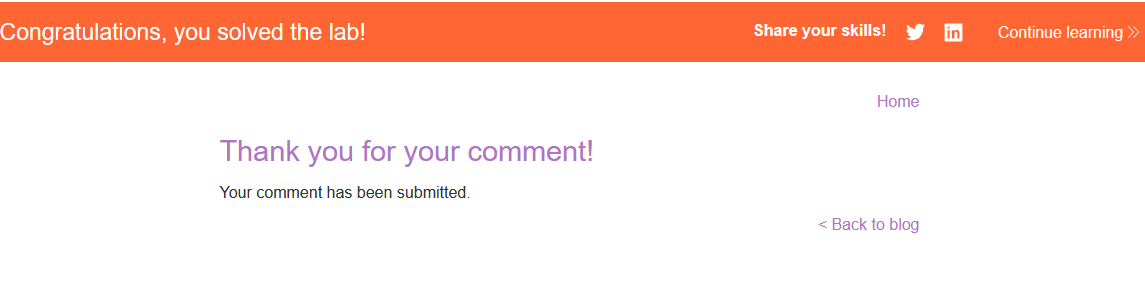 Congratulations, you solved the lab!
Share your skills!
Continue learning
Home
Thank you for your comment!
Your comment has been submitted.
< Back to blog